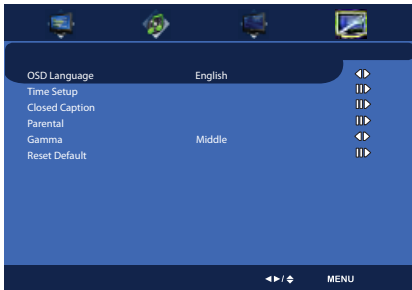 OSD Language English
Time Setup
Closed Caption
Parental
Gamma Middle
Reset Default
MENU